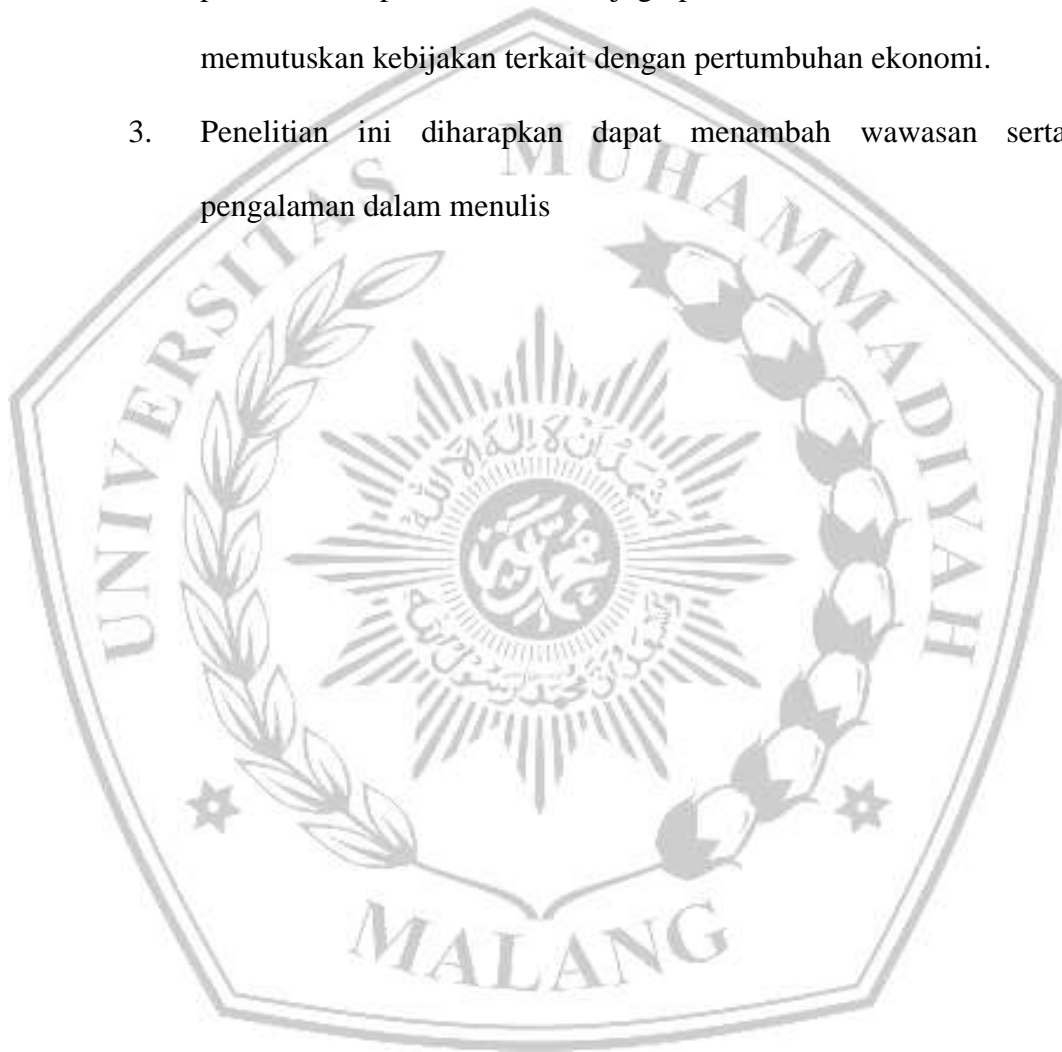 memutuskan kebijakan terkait dengan pertumbuhan ekonomi.
3. Penelitian ini diharapkan dapat menambah wawasan serta
pengalaman dalam menulis
UNIVERSITAS MUHAMMADIYAH
MALANG